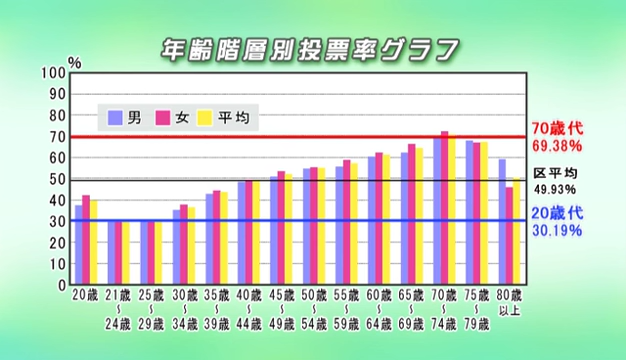 年齢階層別投票率グラフ
%
100
90
80
70
60
50
40
30
20
10
0
男 女 平均
70歳代
69.38%
区平均
49.93%
20歳代
30.19%
20歳
21歳〜24歳
25歳〜29歳
30歳〜34歳
35歳〜39歳
40歳〜44歳
45歳〜49歳
50歳〜54歳
55歳〜59歳
60歳〜64歳
65歳〜69歳
70歳〜74歳
75歳〜79歳
80歳以上